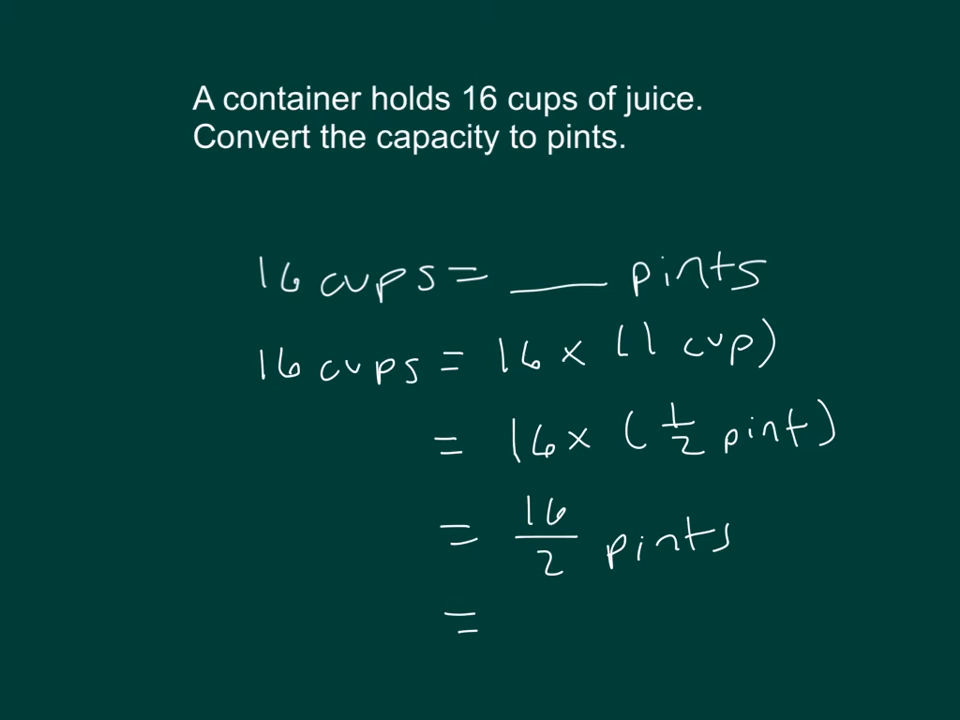 A container holds 16 cups of juice.
Convert the capacity to pints.
16 cups = ___ pints
16 cups = 16 × (1 cup)
= 16 × (1/2 pint)
= 16/2 pints
=